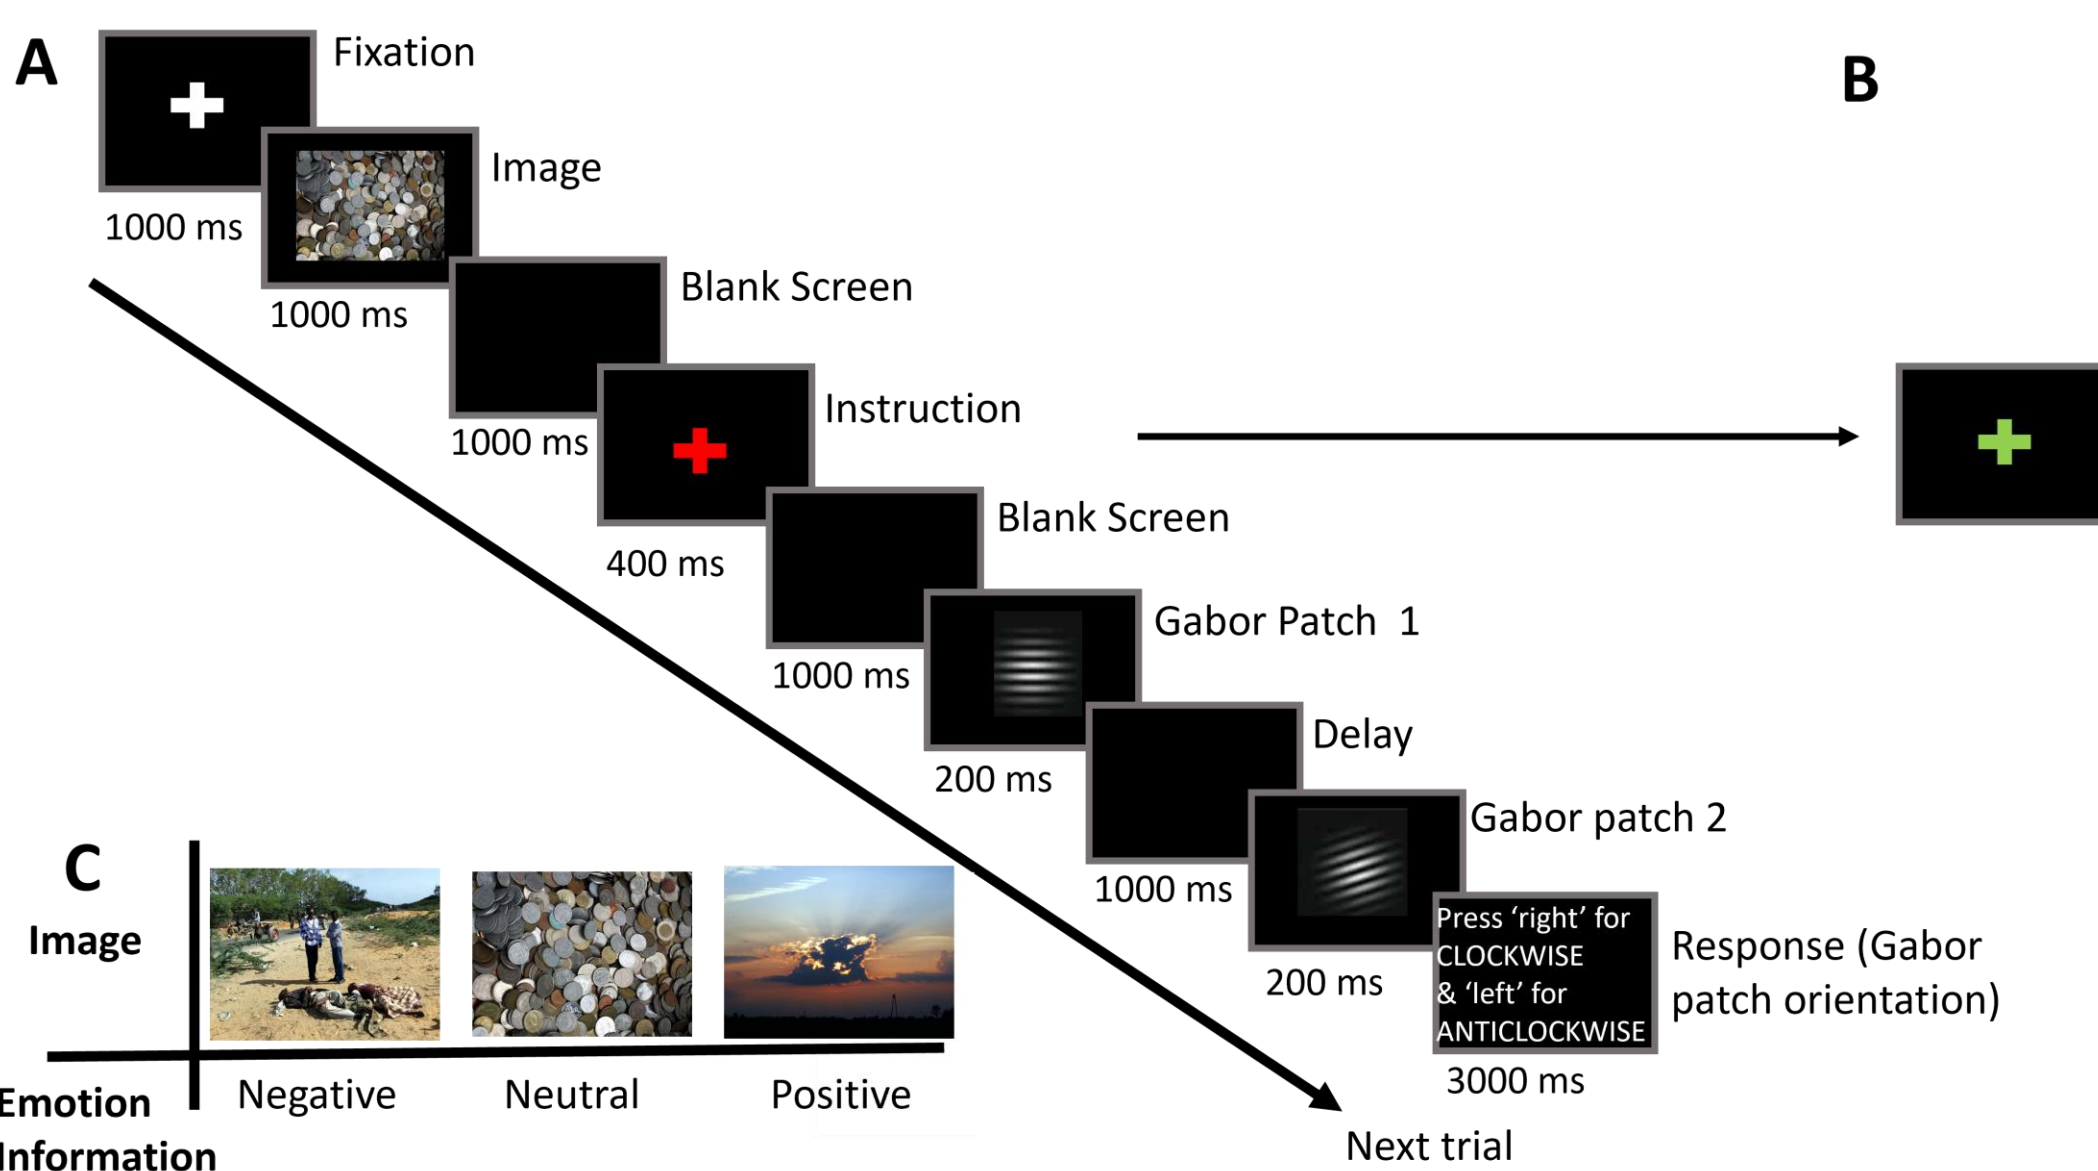 A
Fixation
B
Image
1000 ms
Blank Screen
1000 ms
Instruction
1000 ms
Blank Screen
400 ms
Gabor Patch 1
1000 ms
Delay
200 ms
Gabor patch 2
1000 ms
Press ‘right’ for
CLOCKWISE
& ‘left’ for
ANTICLOCKWISE
Response (Gabor
patch orientation)
200 ms
3000 ms
Next trial
C
Image
Negative
Neutral
Positive
Emotion
Information